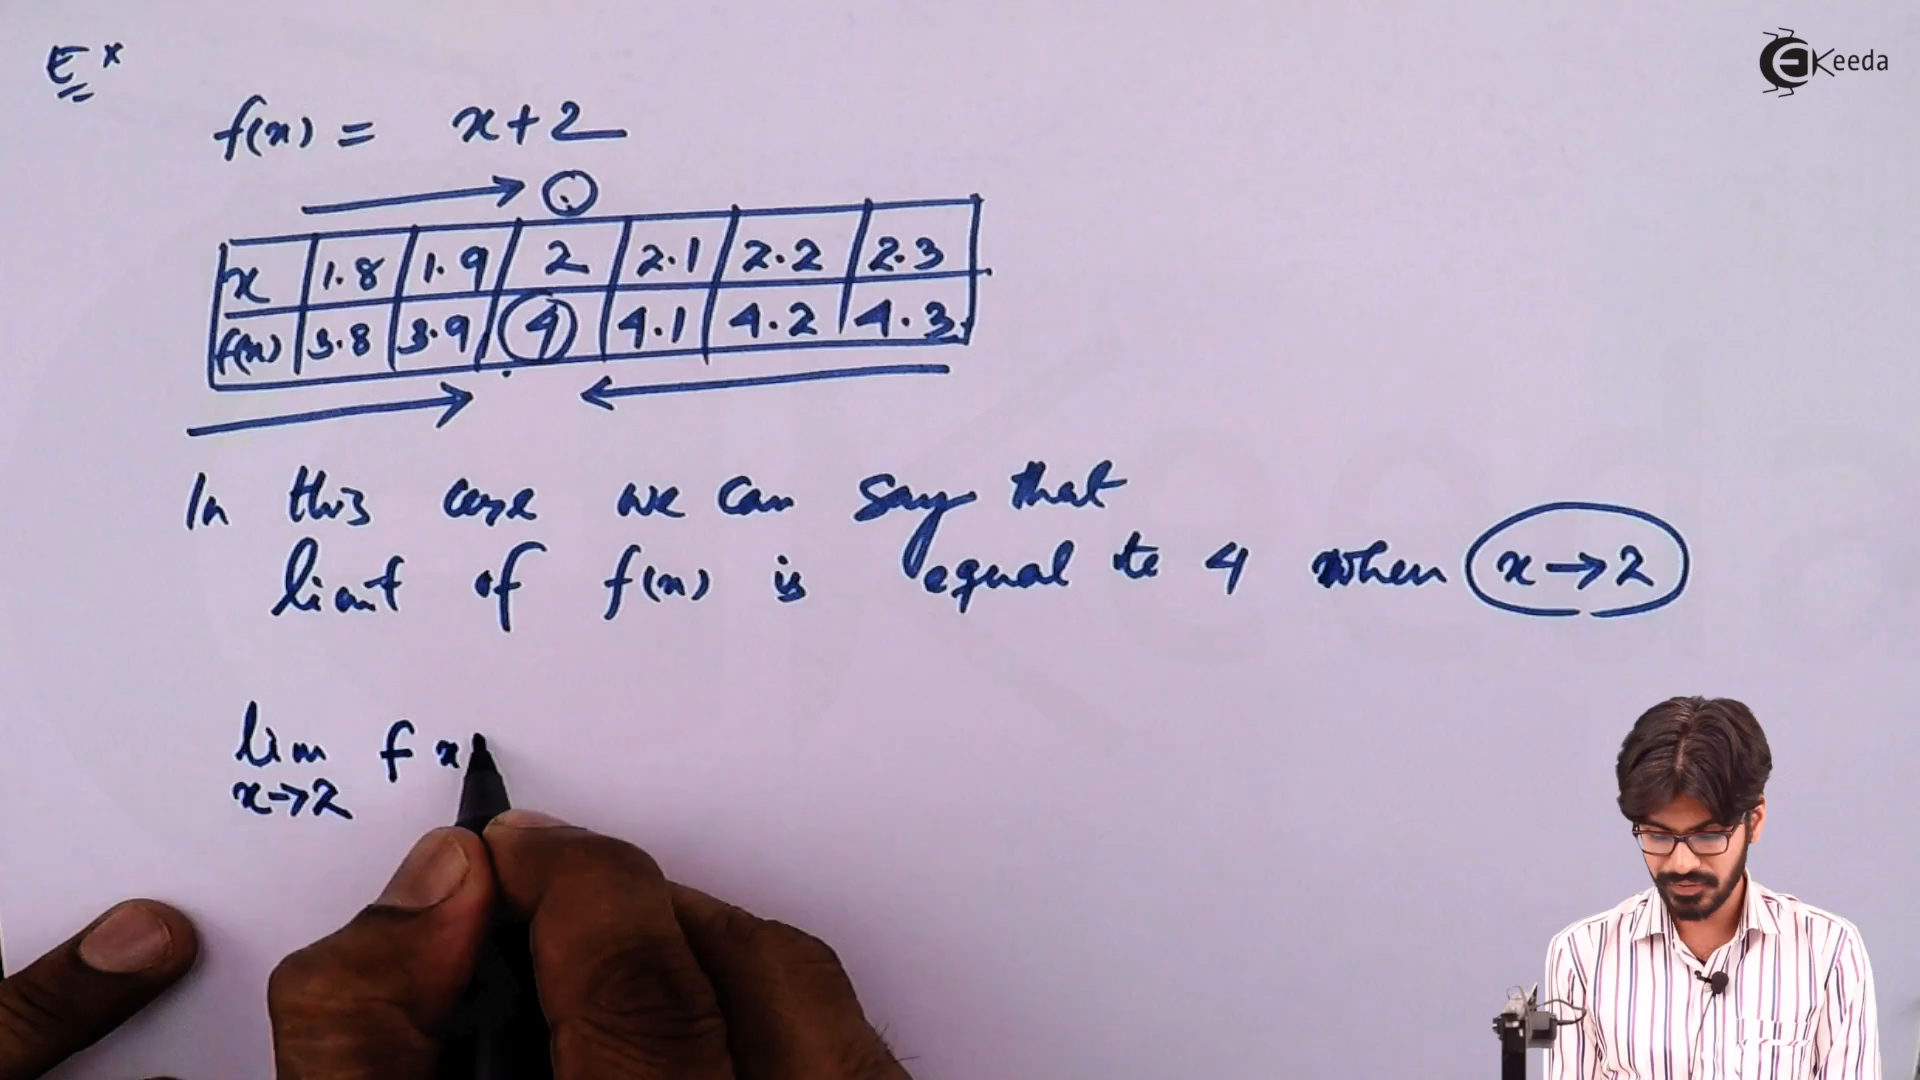 Ex
EKeeda
f(x) = x+2
x 1.8 1.9 2 2.1 2.2 2.3
f(x) 3.8 3.9 4 4.1 4.2 4.3
In this case we can say that
limit of f(x) is equal to 4 when x→2
lim f x
x→2